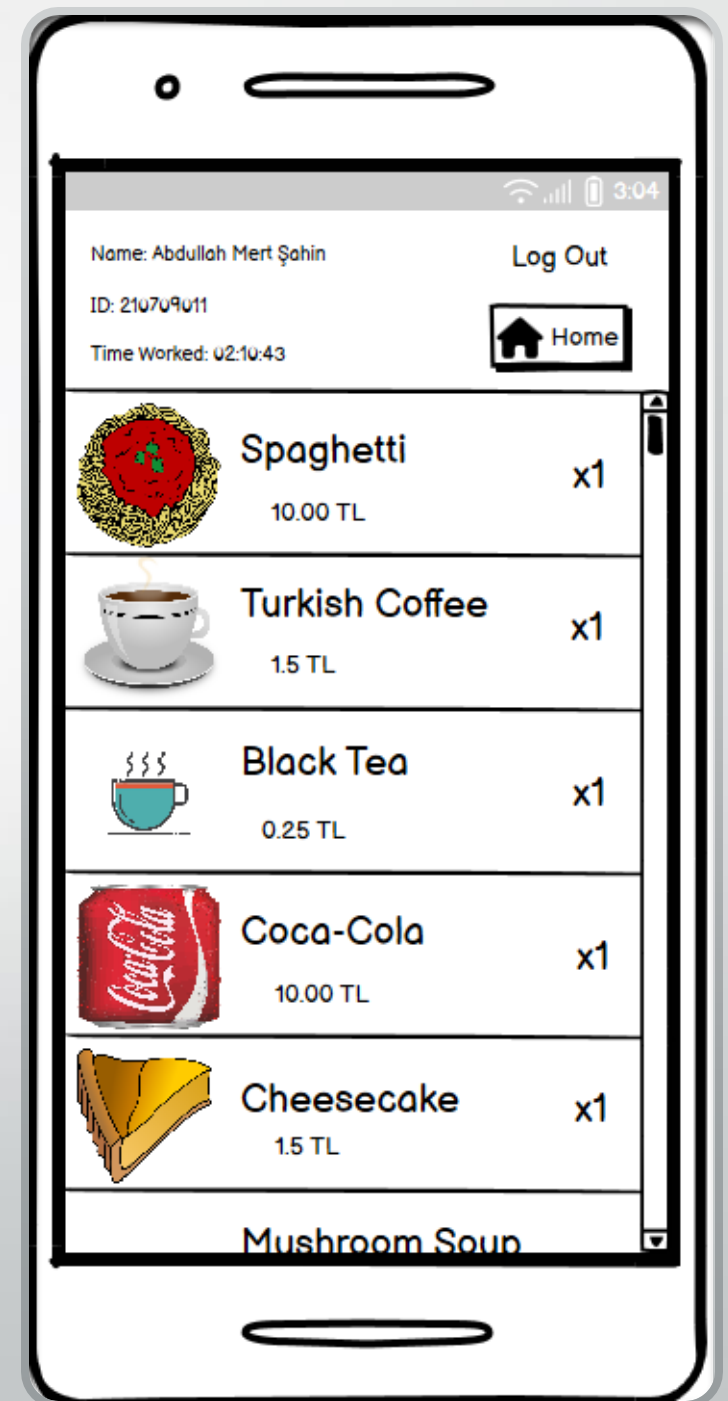 3:04
Name: Abdullah Mert Şahin
Log Out
ID: 210709011
Home
Time Worked: 02:10:43
Spaghetti
x1
10.00 TL
Turkish Coffee
x1
1.5 TL
Black Tea
x1
0.25 TL
Coca-Cola
Coca-Cola
x1
10.00 TL
Cheesecake
x1
1.5 TL
Mushroom Soup